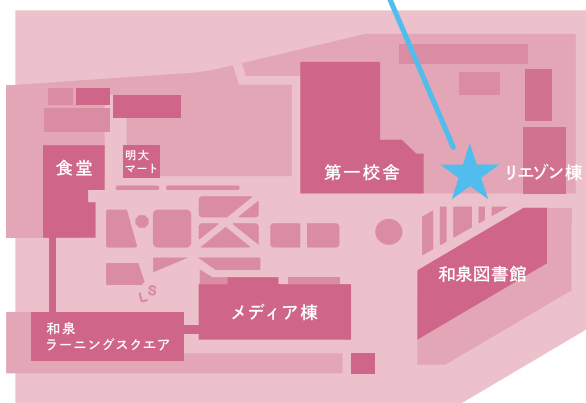 食堂
明大
マート
第一校舎
リエゾン棟
和泉図書館
メディア棟
LS
和泉
ラーニングスクエア